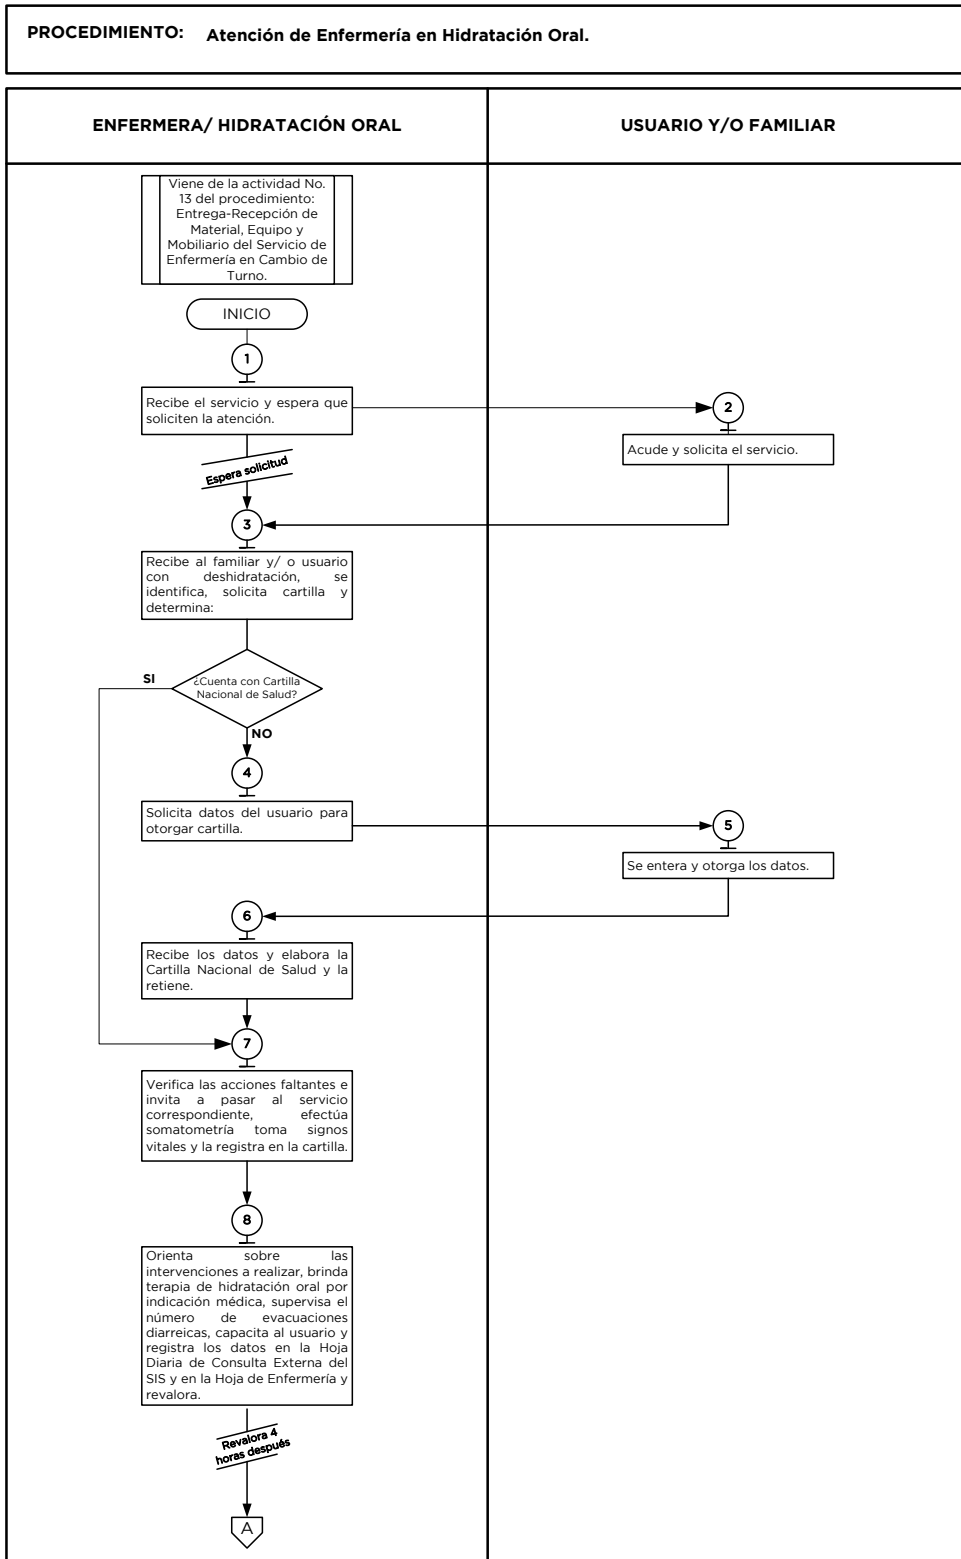 PROCEDIMIENTO: Atención de Enfermería en Hidratación Oral.
ENFERMERA/ HIDRATACIÓN ORAL
USUARIO Y/O FAMILIAR
Viene de la actividad No.
13 del procedimiento:
Entrega-Recepción de
Material, Equipo y
Mobiliario del Servicio de
Enfermería en Cambio de
Turno.
INICIO
1
Recibe el servicio y espera que
soliciten la atención.
2
Acude y solicita el servicio.
Espera solicitud
3
Recibe al familiar y/ o usuario
con deshidratación, se
identifica, solicita cartilla y
determina:
SI
¿Cuenta con Cartilla
Nacional de Salud?
NO
4
Solicita datos del usuario para
otorgar cartilla.
5
Se entera y otorga los datos.
6
Recibe los datos y elabora la
Cartilla Nacional de Salud y la
retiene.
7
Verifica las acciones faltantes e
invita a pasar al servicio
correspondiente, efectúa
somatometría toma signos
vitales y la registra en la cartilla.
8
Orienta sobre las
intervenciones a realizar, brinda
terapia de hidratación oral por
indicación médica, supervisa el
número de evacuaciones
diarreicas, capacita al usuario y
registra los datos en la Hoja
Diaria de Consulta Externa del
SIS y en la Hoja de Enfermería y
revalora.
Revalora 4
horas después
A